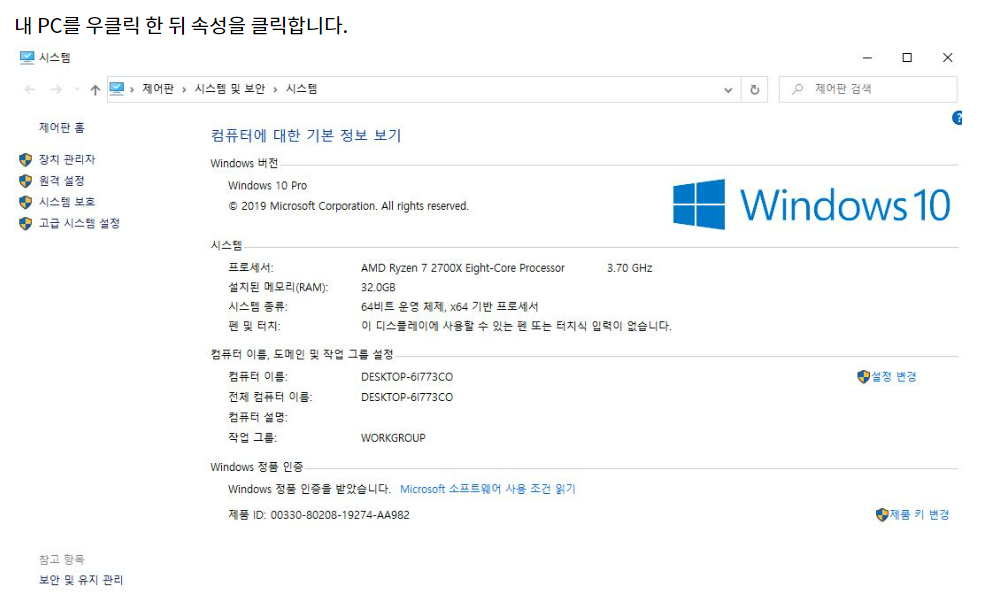 내 PC를 우클릭 한 뒤 속성을 클릭합니다.
시스템
제어판 > 시스템 및 보안 > 시스템
제어판 검색
?
제어판 홈
장치 관리자
원격 설정
시스템 보호
고급 시스템 설정
컴퓨터에 대한 기본 정보 보기
Windows 버전
Windows 10 Pro
© 2019 Microsoft Corporation. All rights reserved.
Windows 10
시스템
프로세서: AMD Ryzen 7 2700X Eight-Core Processor 3.70 GHz
설치된 메모리(RAM): 32.0GB
시스템 종류: 64비트 운영 체제, x64 기반 프로세서
펜 및 터치: 이 디스플레이에 사용할 수 있는 펜 또는 터치식 입력이 없습니다.
컴퓨터 이름, 도메인 및 작업 그룹 설정
컴퓨터 이름: DESKTOP-6I773CO 설정 변경
전체 컴퓨터 이름: DESKTOP-6I773CO
컴퓨터 설명:
작업 그룹: WORKGROUP
Windows 정품 인증
Windows 정품 인증을 받았습니다. Microsoft 소프트웨어 사용 조건 읽기
제품 ID: 00330-80208-19274-AA982 제품 키 변경
참고 항목
보안 및 유지 관리